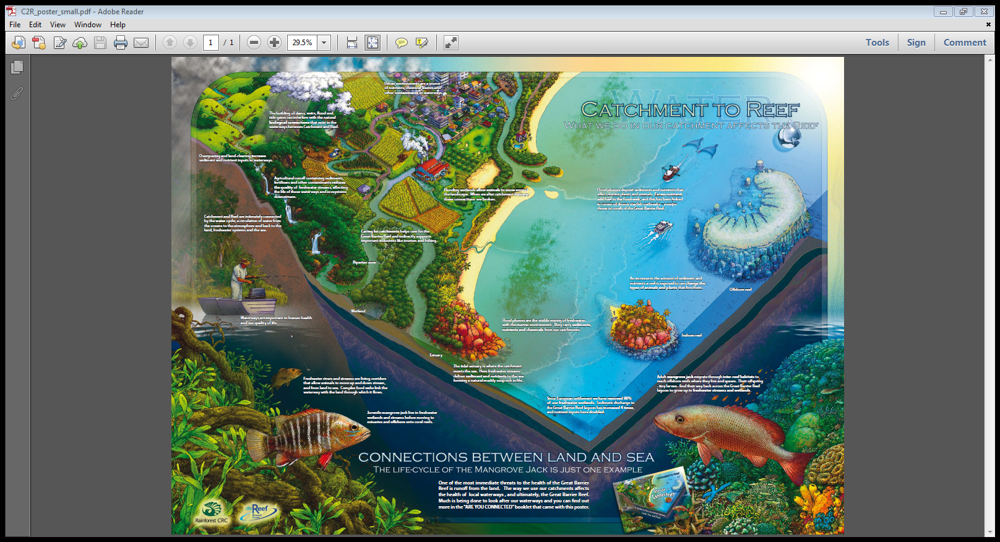 C2R_poster_small.pdf - Adobe Reader
File Edit View Window Help
1 / 1 29.5% Tools Sign Comment
Urban environments are a source
of nutrients, chemical wastes and
other contaminants to waterways.
WATER
CATCHMENT TO REEF
WHAT WE DO IN OUR CATCHMENT AFFECTS THE REEF
The building of dams, weirs, flood and
tide gates can interfere with the natural
biological connections that exist in the
waterways between Catchment and Reef.
Overgrazing and land-clearing increase
sediment and nutrient inputs to waterways.
Agricultural runoff containing sediments,
fertilisers and other contaminants reduces
the quality of freshwater streams, affecting
the life of these waterways and ecosystems
downstream.
Flooding wetlands allow animals to move around
the landscape. When we alter catchment drainage
these connections are broken.
Flood plumes deposit sediments and nutrients that
affect marine plants and animals. Excess nutrients
add fuel to the food-web, and this has been linked
to crown-of-thorns starfish outbreaks - a major
threat to corals of the Great Barrier Reef.
Catchment and Reef are intimately connected
by the water cycle, a circulation of water from
the oceans to the atmosphere and back to the
land, freshwater systems and the sea.
Caring for catchments helps care for the
Great Barrier Reef and indirectly supports
important industries like tourism and fishing.
Riparian zone
An increase in the amount of sediment and
nutrients a reef is exposed to can change the
types of animals and plants that live there.
Offshore reef
Wetland
Waterways are important to human health
and our quality of life.
Flood plumes are the visible mixing of freshwater
with the marine environment. They carry sediments,
nutrients and chemicals from our catchments.
Inshore reef
Estuary
The tidal estuary is where the catchment
meets the sea. Here freshwater streams
deliver sediment and nutrients to the sea
forming a natural muddy soup rich in life.
Freshwater rivers and streams are living corridors
that allow animals to move up and down stream,
and from land to sea. Complex food webs link the
waterway with the land through which it flows.
Adult mangrove jack migrate through inter-reef habitats to
reach offshore reefs where they live and spawn. Their offspring
- tiny larvae - find their way back across the Great Barrier Reef
lagoon to grow up in freshwater streams and wetlands.
Since European settlement we have removed 90%
of our freshwater wetlands. Sediment discharge to
the Great Barrier Reef lagoon has increased 4 times,
and nutrient inputs have doubled.
Juvenile mangrove jack live in freshwater
wetlands and streams before moving to
estuaries and offshore onto coral reefs.
CONNECTIONS BETWEEN LAND AND SEA
THE LIFE-CYCLE OF THE MANGROVE JACK IS JUST ONE EXAMPLE
One of the most immediate threats to the health of the Great Barrier
Reef is runoff from the land. The way we use our catchments affects
the health of local waterways , and ultimately, the Great Barrier Reef.
Much is being done to look after our waterways and you can find out
more in the "ARE YOU CONNECTED" booklet that came with this poster.
Rainforest CRC
CRC Reef
Research
Centre
CATCHMENT TO REEF
Are you
Connected?